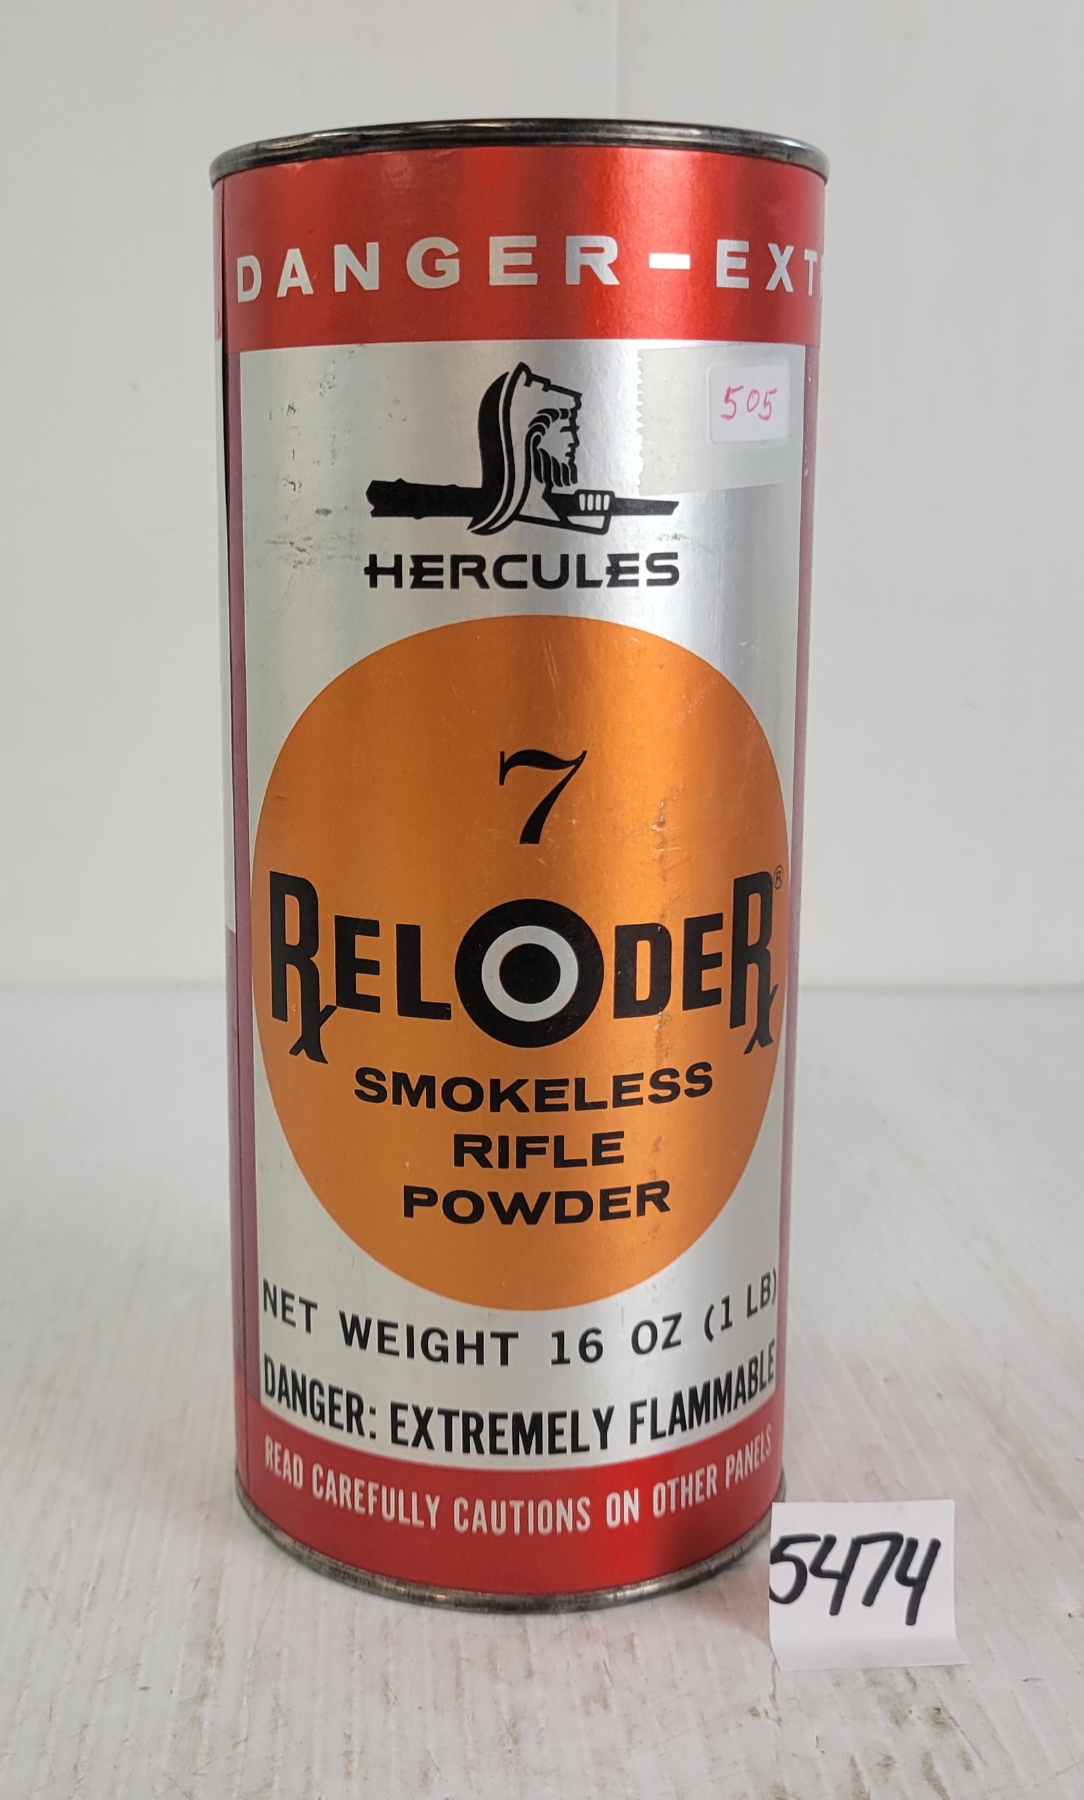 DANGER – EXT
505
HERCULES
7
RELODER®
SMOKELESS
RIFLE
POWDER
NET WEIGHT 16 OZ (1 LB)
DANGER: EXTREMELY FLAMMABLE
READ CAREFULLY CAUTIONS ON OTHER PANELS
5474